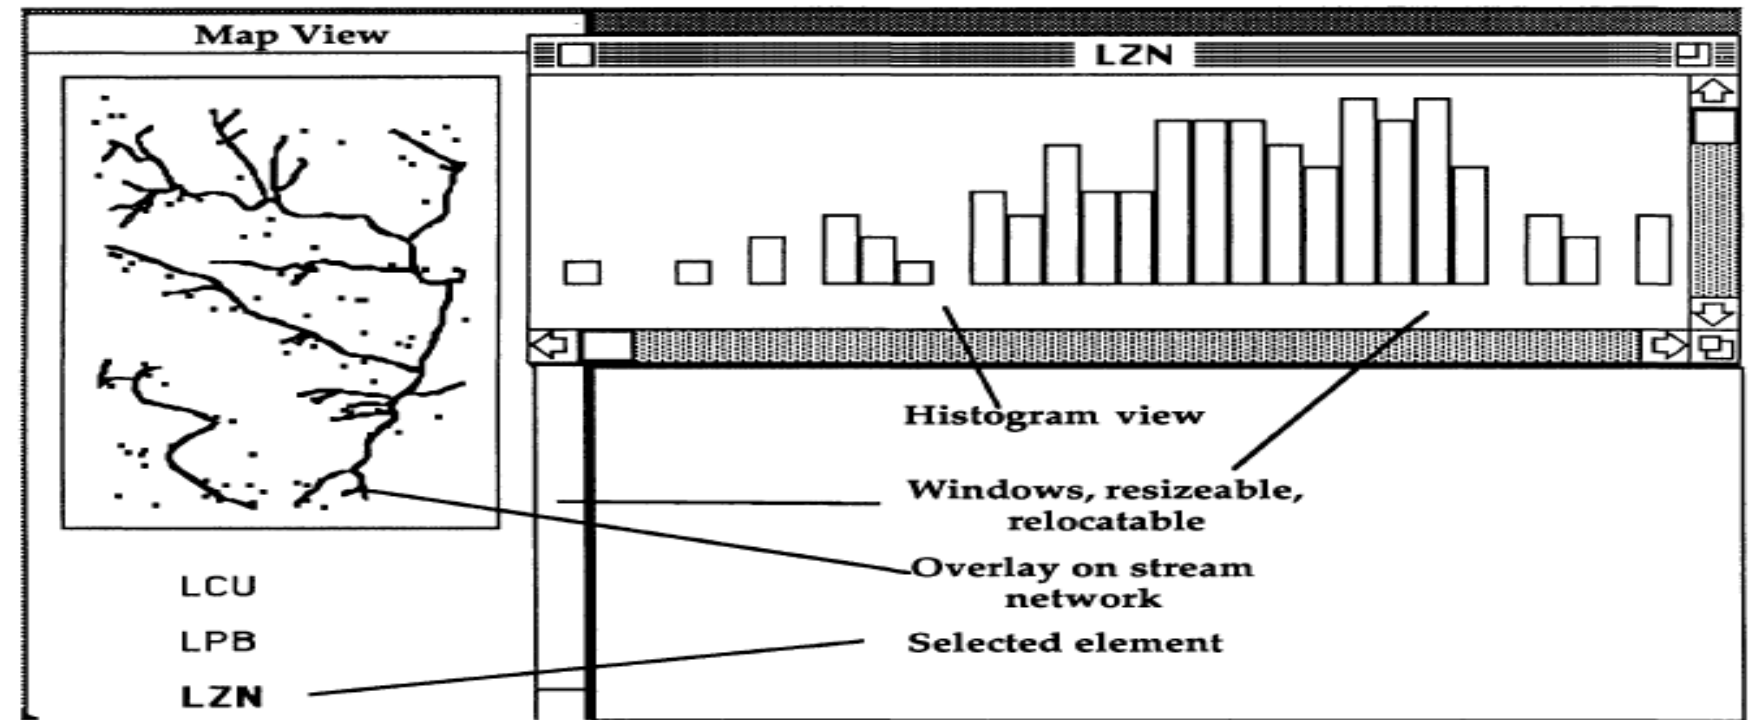 Map View
LZN
Histogram view
Windows, resizeable,
relocatable
Overlay on stream
network
Selected element
LCU
LPB
LZN